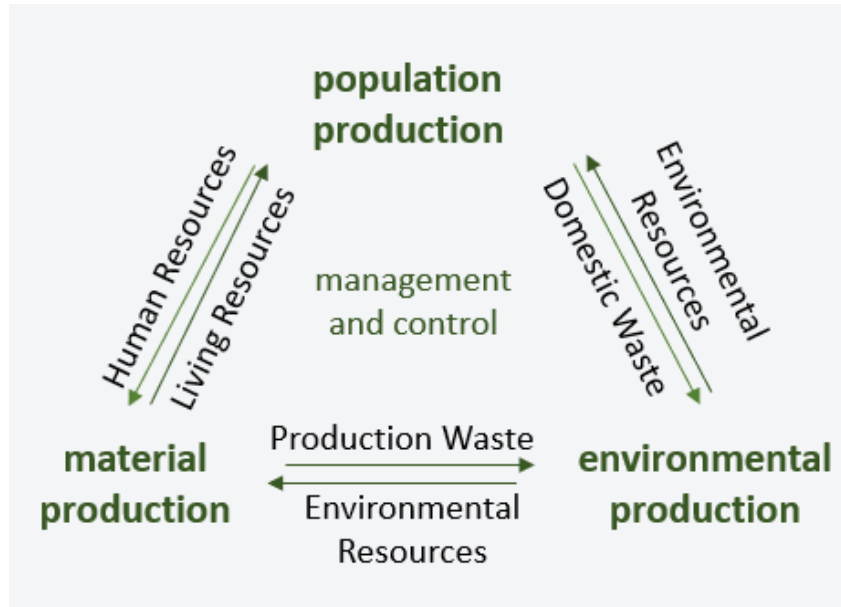 population
production
Human Resources
Living Resources
Domestic Waste
Environmental
Resources
management
and control
material
production
Production Waste
Environmental
Resources
environmental
production